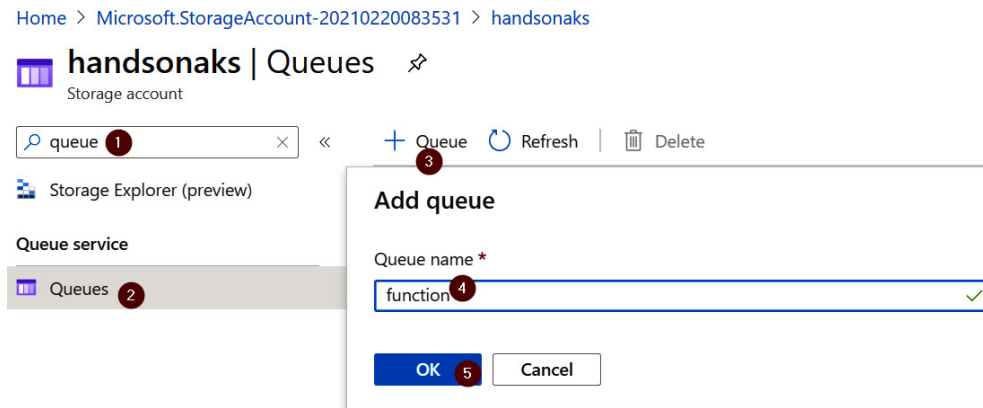 Home > Microsoft.StorageAccount-20210220083531 > handsonaks
handsonaks | Queues
Storage account
queue 1
Queue 3
Refresh
Delete
Storage Explorer (preview)
Queue service
Queues 2
Add queue
Queue name *
function 4
OK 5
Cancel